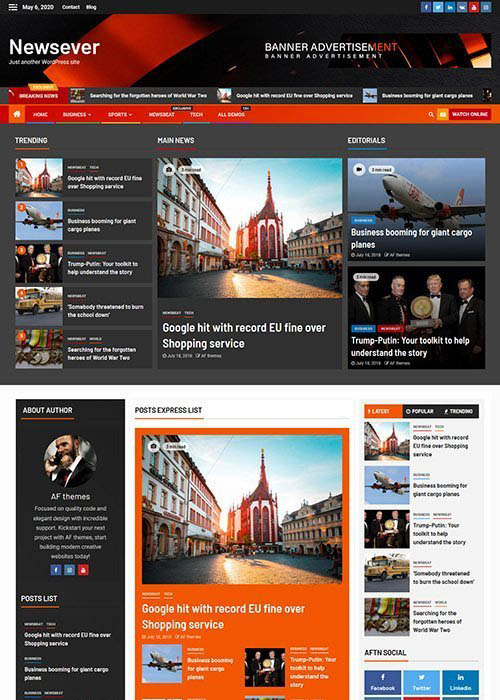 May 6, 2020 Contact Blog
Newsever
Just another WordPress site
BANNER ADVERTISEMENT
BANNER ADVERTISEMENT
EXCLUSIVE
BREAKING NEWS
Searching for the forgotten heroes of World War Two
Google hit with record EU fine over Shopping service
Business booming for giant cargo planes
HOME BUSINESS SPORTS NEWSBEAT TECH ALL DEMOS
EXCLUSIVE
WATCH ONLINE
TRENDING
1
NEWSBEAT TECH
Google hit with record EU fine
over Shopping service
2
BUSINESS
Business booming for giant
cargo planes
3
BUSINESS NEWSBEAT
Trump-Putin: Your toolkit to
help understand the story
4
NEWSBEAT
'Somebody threatened to burn
the school down'
5
NEWSBEAT WORLD
Searching for the forgotten
heroes of World War Two
MAIN NEWS
3 min read
NEWSBEAT TECH
Google hit with record EU fine over
Shopping service
July 18, 2018 AF themes
EDITORIALS
3 min read
BUSINESS
Business booming for giant cargo
planes
July 18, 2018 AF themes
3 min read
BUSINESS NEWSBEAT
Trump-Putin: Your toolkit to help
understand the story
July 18, 2018 AF themes
ABOUT AUTHOR
AF themes
Focused on quality code and
elegant design with incredible
support. Kickstart your next
project with AF themes, start
building modern creative
websites today!
POSTS LIST
NEWSBEAT TECH
Google hit with record EU fine
over Shopping service
BUSINESS
Business booming for giant
cargo planes
BUSINESS NEWSBEAT
POSTS EXPRESS LIST
3 min read
NEWSBEAT TECH
Google hit with record EU fine over
Shopping service
July 18, 2018 AF themes
BUSINESS
Business
booming for
giant cargo
planes
BUSINESS NEWSBEAT
Trump-Putin:
Your toolkit to
help
understand the
LATEST POPULAR TRENDING
NEWSBEAT TECH
Google hit with record
EU fine over Shopping
service
BUSINESS
Business booming for
giant cargo planes
BUSINESS NEWSBEAT
Trump-Putin: Your
toolkit to help
understand the story
NEWSBEAT
'Somebody threatened
to burn the school down'
NEWSBEAT WORLD
Searching for the
forgotten heroes of
World War Two
AFTN SOCIAL
Facebook Twitter Linkedin